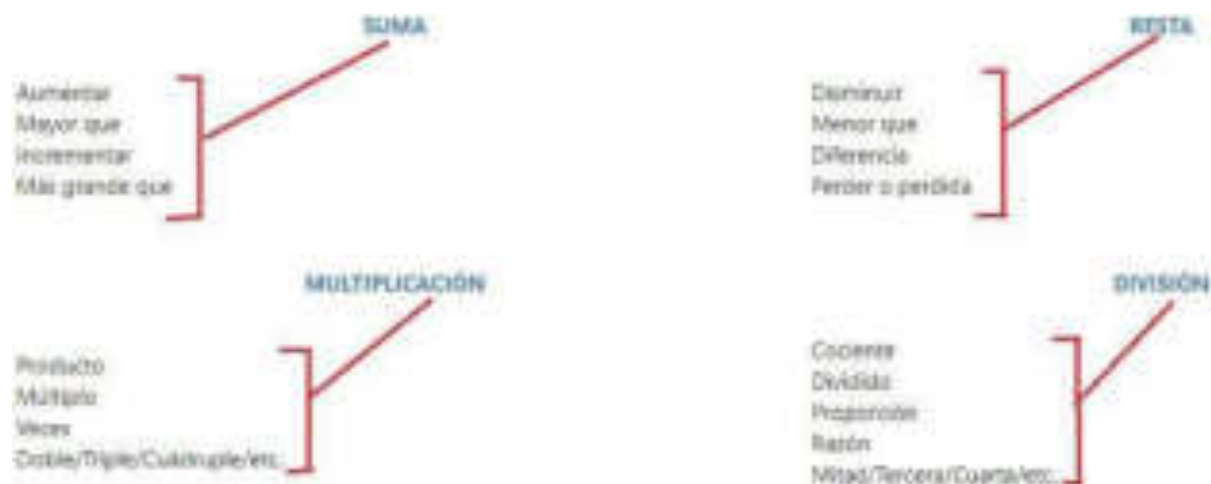 SUMA
Aumentar
Mayor que
Incrementar
Más grande que
RESTA
Disminuir
Menor que
Diferencia
Perder o perdida
MULTIPLICACIÓN
Producto
Múltiplo
Veces
Doble/Triple/Cuádruple/etc.
DIVISIÓN
Cociente
Dividido
Proporción
Razón
Mitad/Tercera/Cuarta/etc.